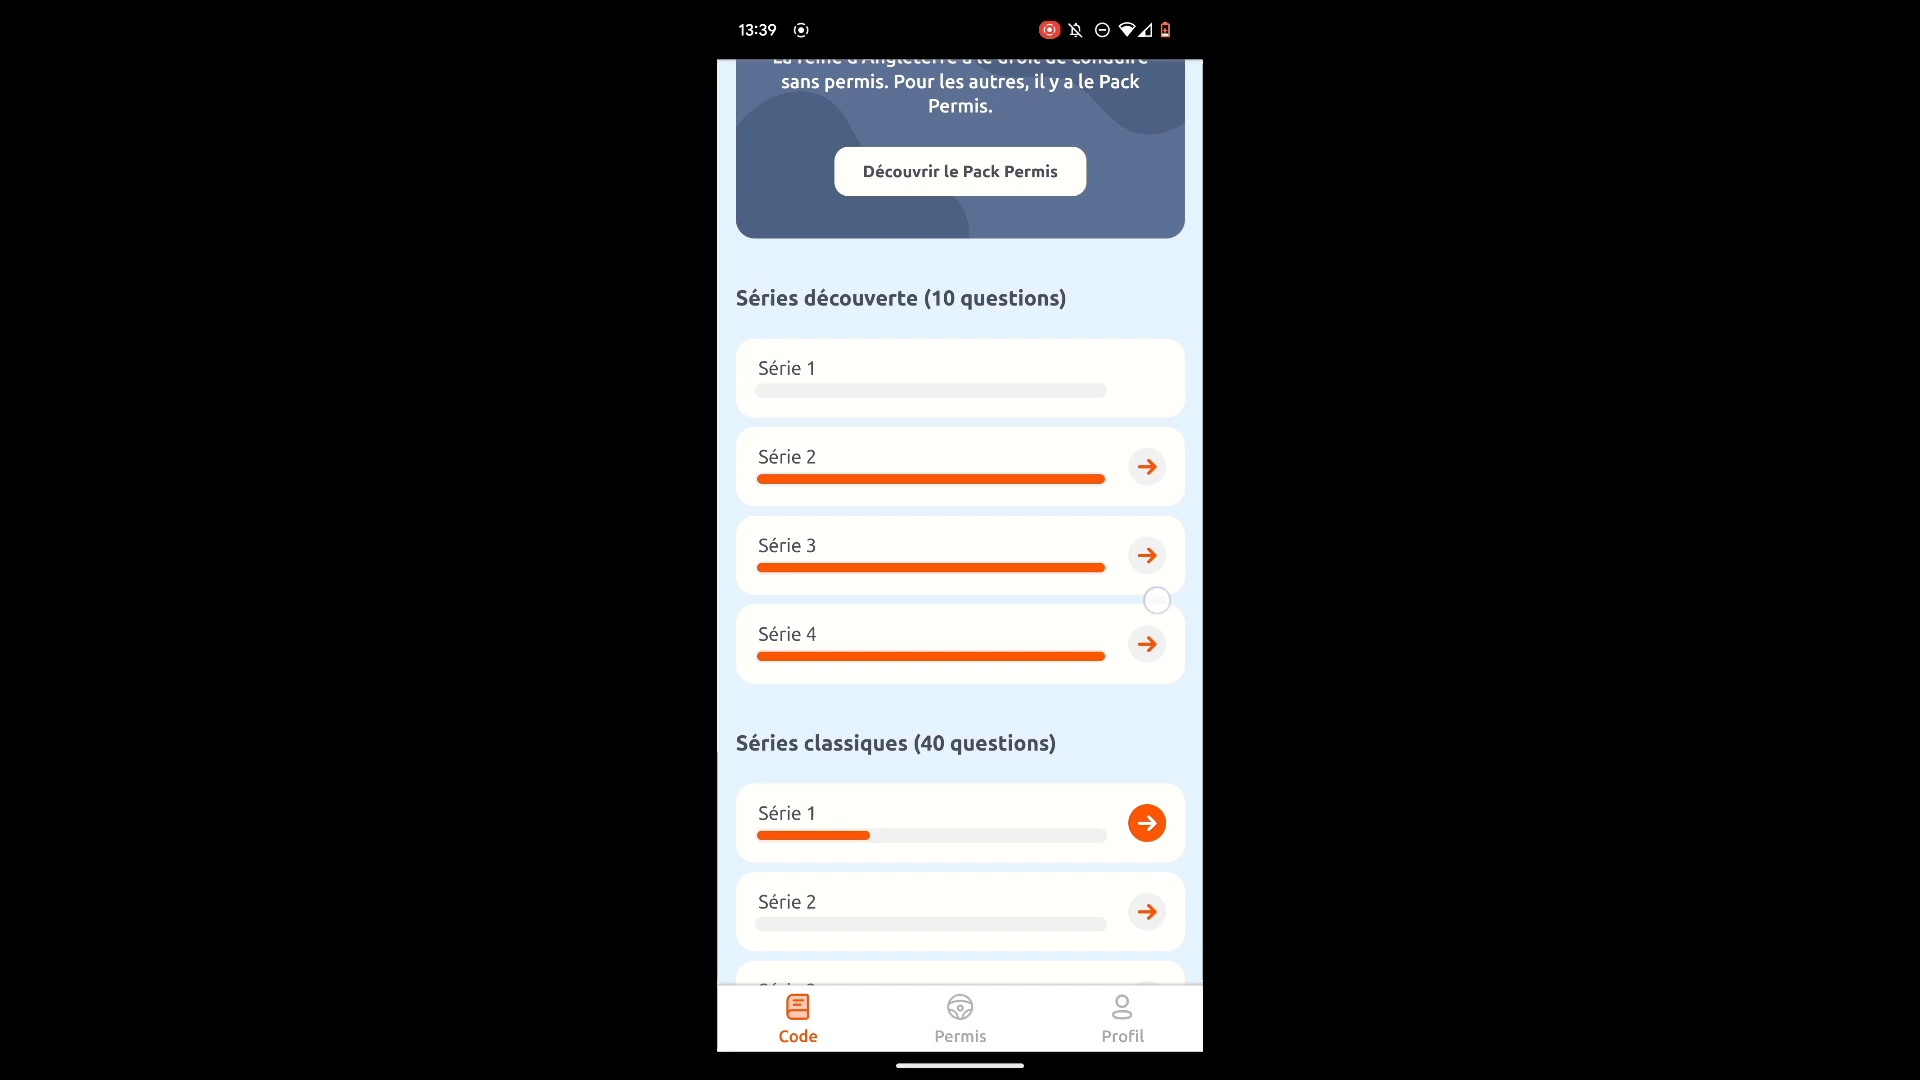 13:39
La reine d'Angleterre a le droit de conduire
sans permis. Pour les autres, il y a le Pack
Permis.
Découvrir le Pack Permis
Séries découverte (10 questions)
Série 1
Série 2
Série 3
Série 4
Séries classiques (40 questions)
Série 1
Série 2
Code
Permis
Profil